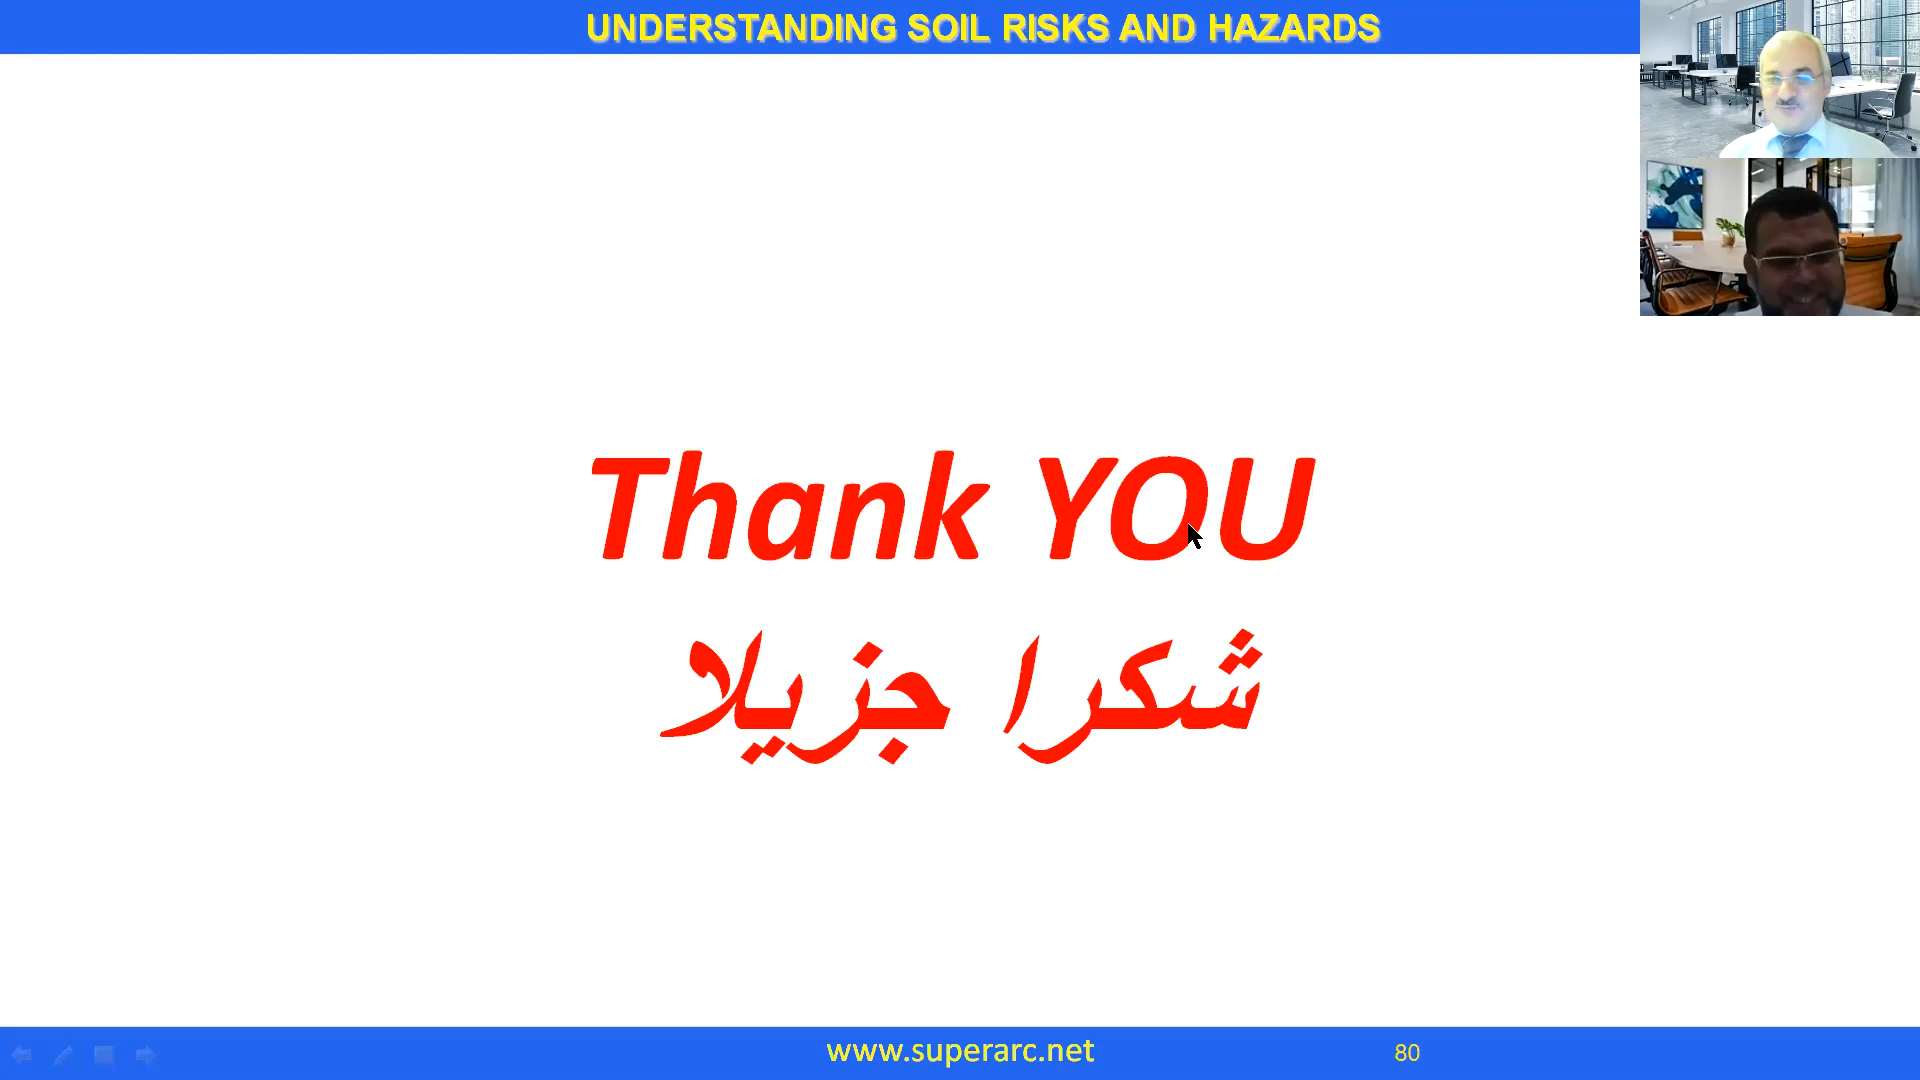 UNDERSTANDING SOIL RISKS AND HAZARDS
Thank YOU
شكرا جزيلا
www.superarc.net
80